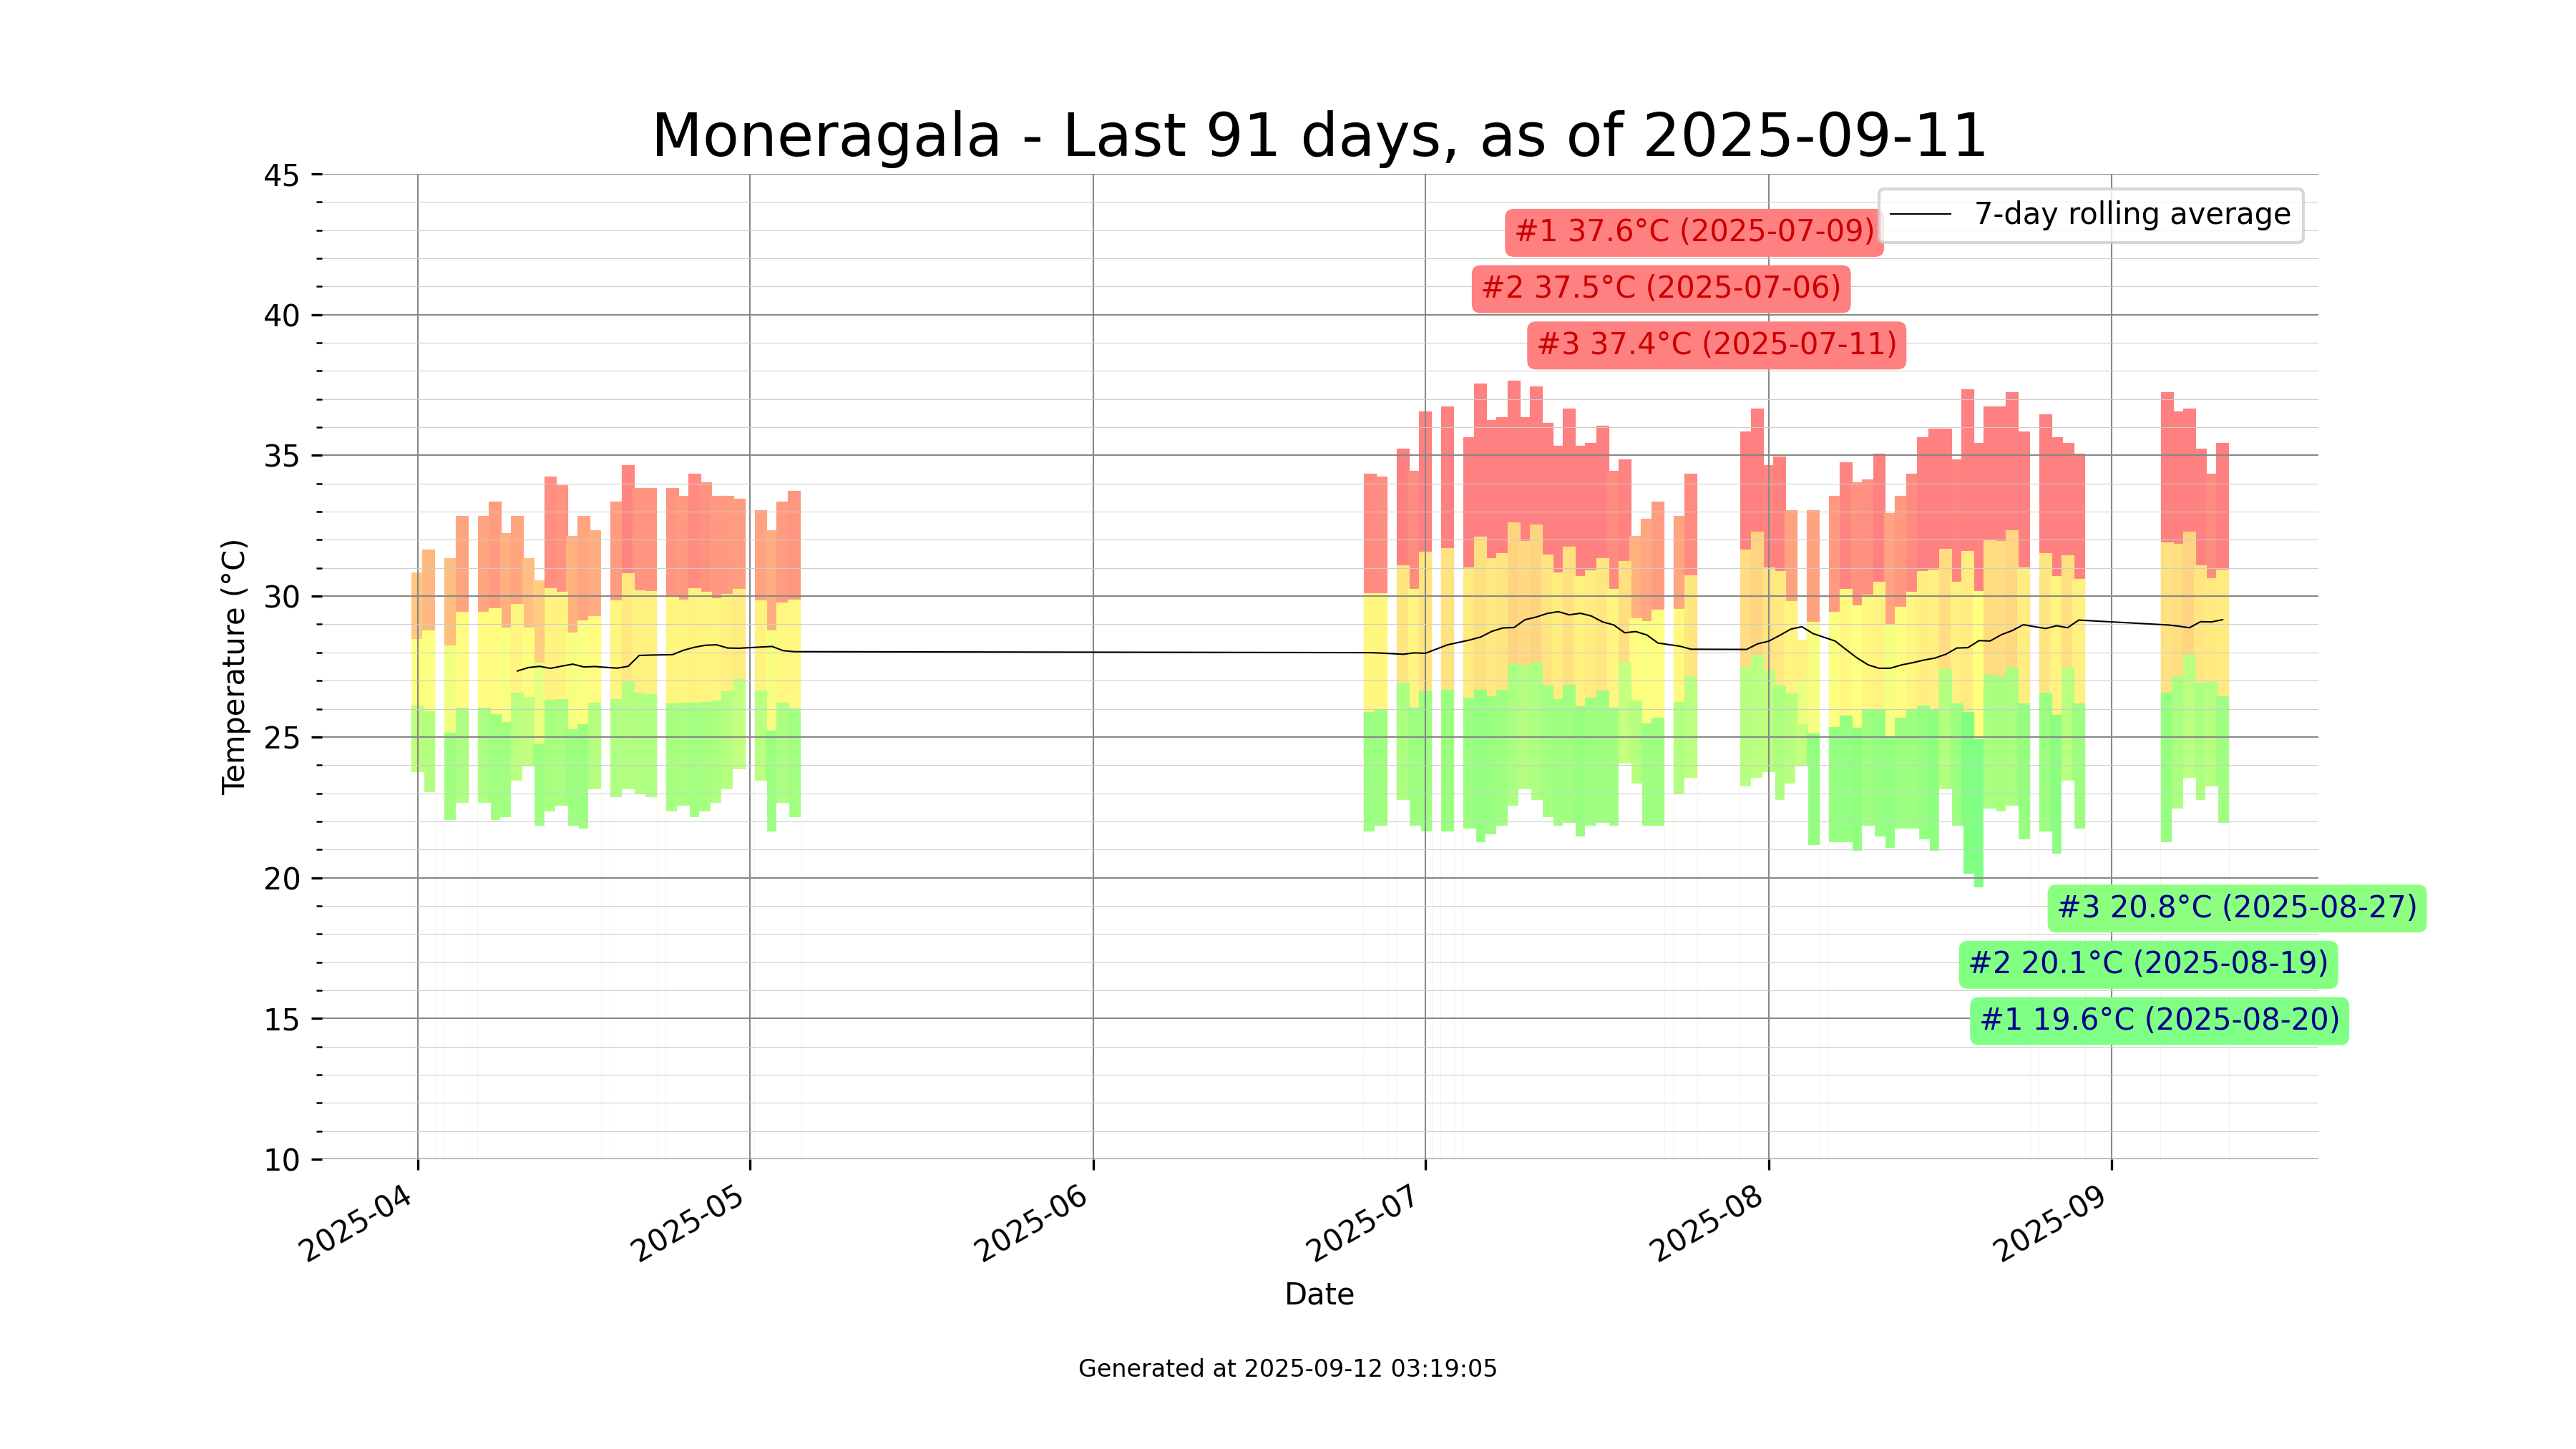 Moneragala - Last 91 days, as of 2025-09-11
45
40
35
30
25
20
15
10
Temperature (°C)
7-day rolling average
#1 37.6°C (2025-07-09)
#2 37.5°C (2025-07-06)
#3 37.4°C (2025-07-11)
#3 20.8°C (2025-08-27)
#2 20.1°C (2025-08-19)
#1 19.6°C (2025-08-20)
2025-04
2025-05
2025-06
2025-07
2025-08
2025-09
Date
Generated at 2025-09-12 03:19:05